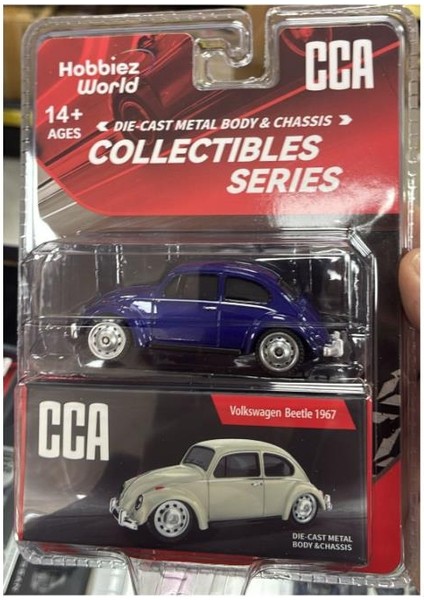 Hobbiez
World
CCA
14+
AGES
DIE-CAST METAL BODY & CHASSIS
COLLECTIBLES
SERIES
CCA
Volkswagen Beetle 1967
DIE-CAST METAL
BODY &CHASSIS